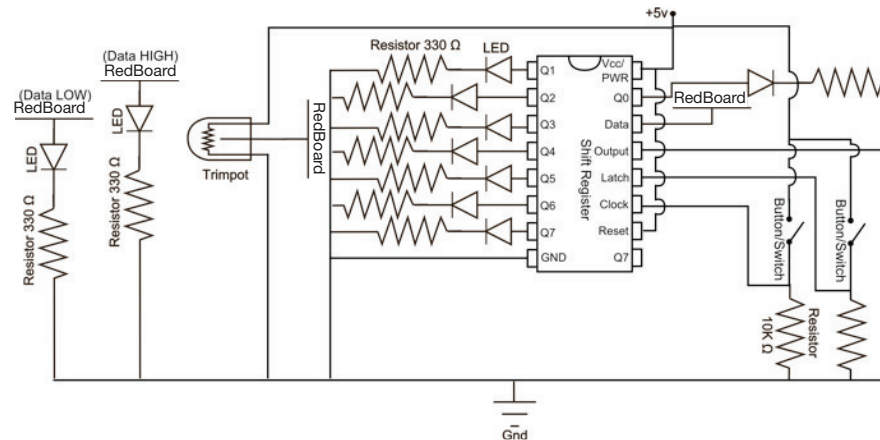 +5v
(Data HIGH)
RedBoard
(Data LOW)
RedBoard
LED
LED
Resistor 330 Ω
Resistor 330 Ω
Trimpot
RedBoard
Resistor 330 Ω
LED
Q1
Q2
Q3
Q4
Q5
Q6
Q7
GND
Shift Register
Vcc/
PWR
Q0
Data
Output
Latch
Clock
Reset
Q7
RedBoard
Button/Switch
Button/Switch
Resistor
10K Ω
Gnd